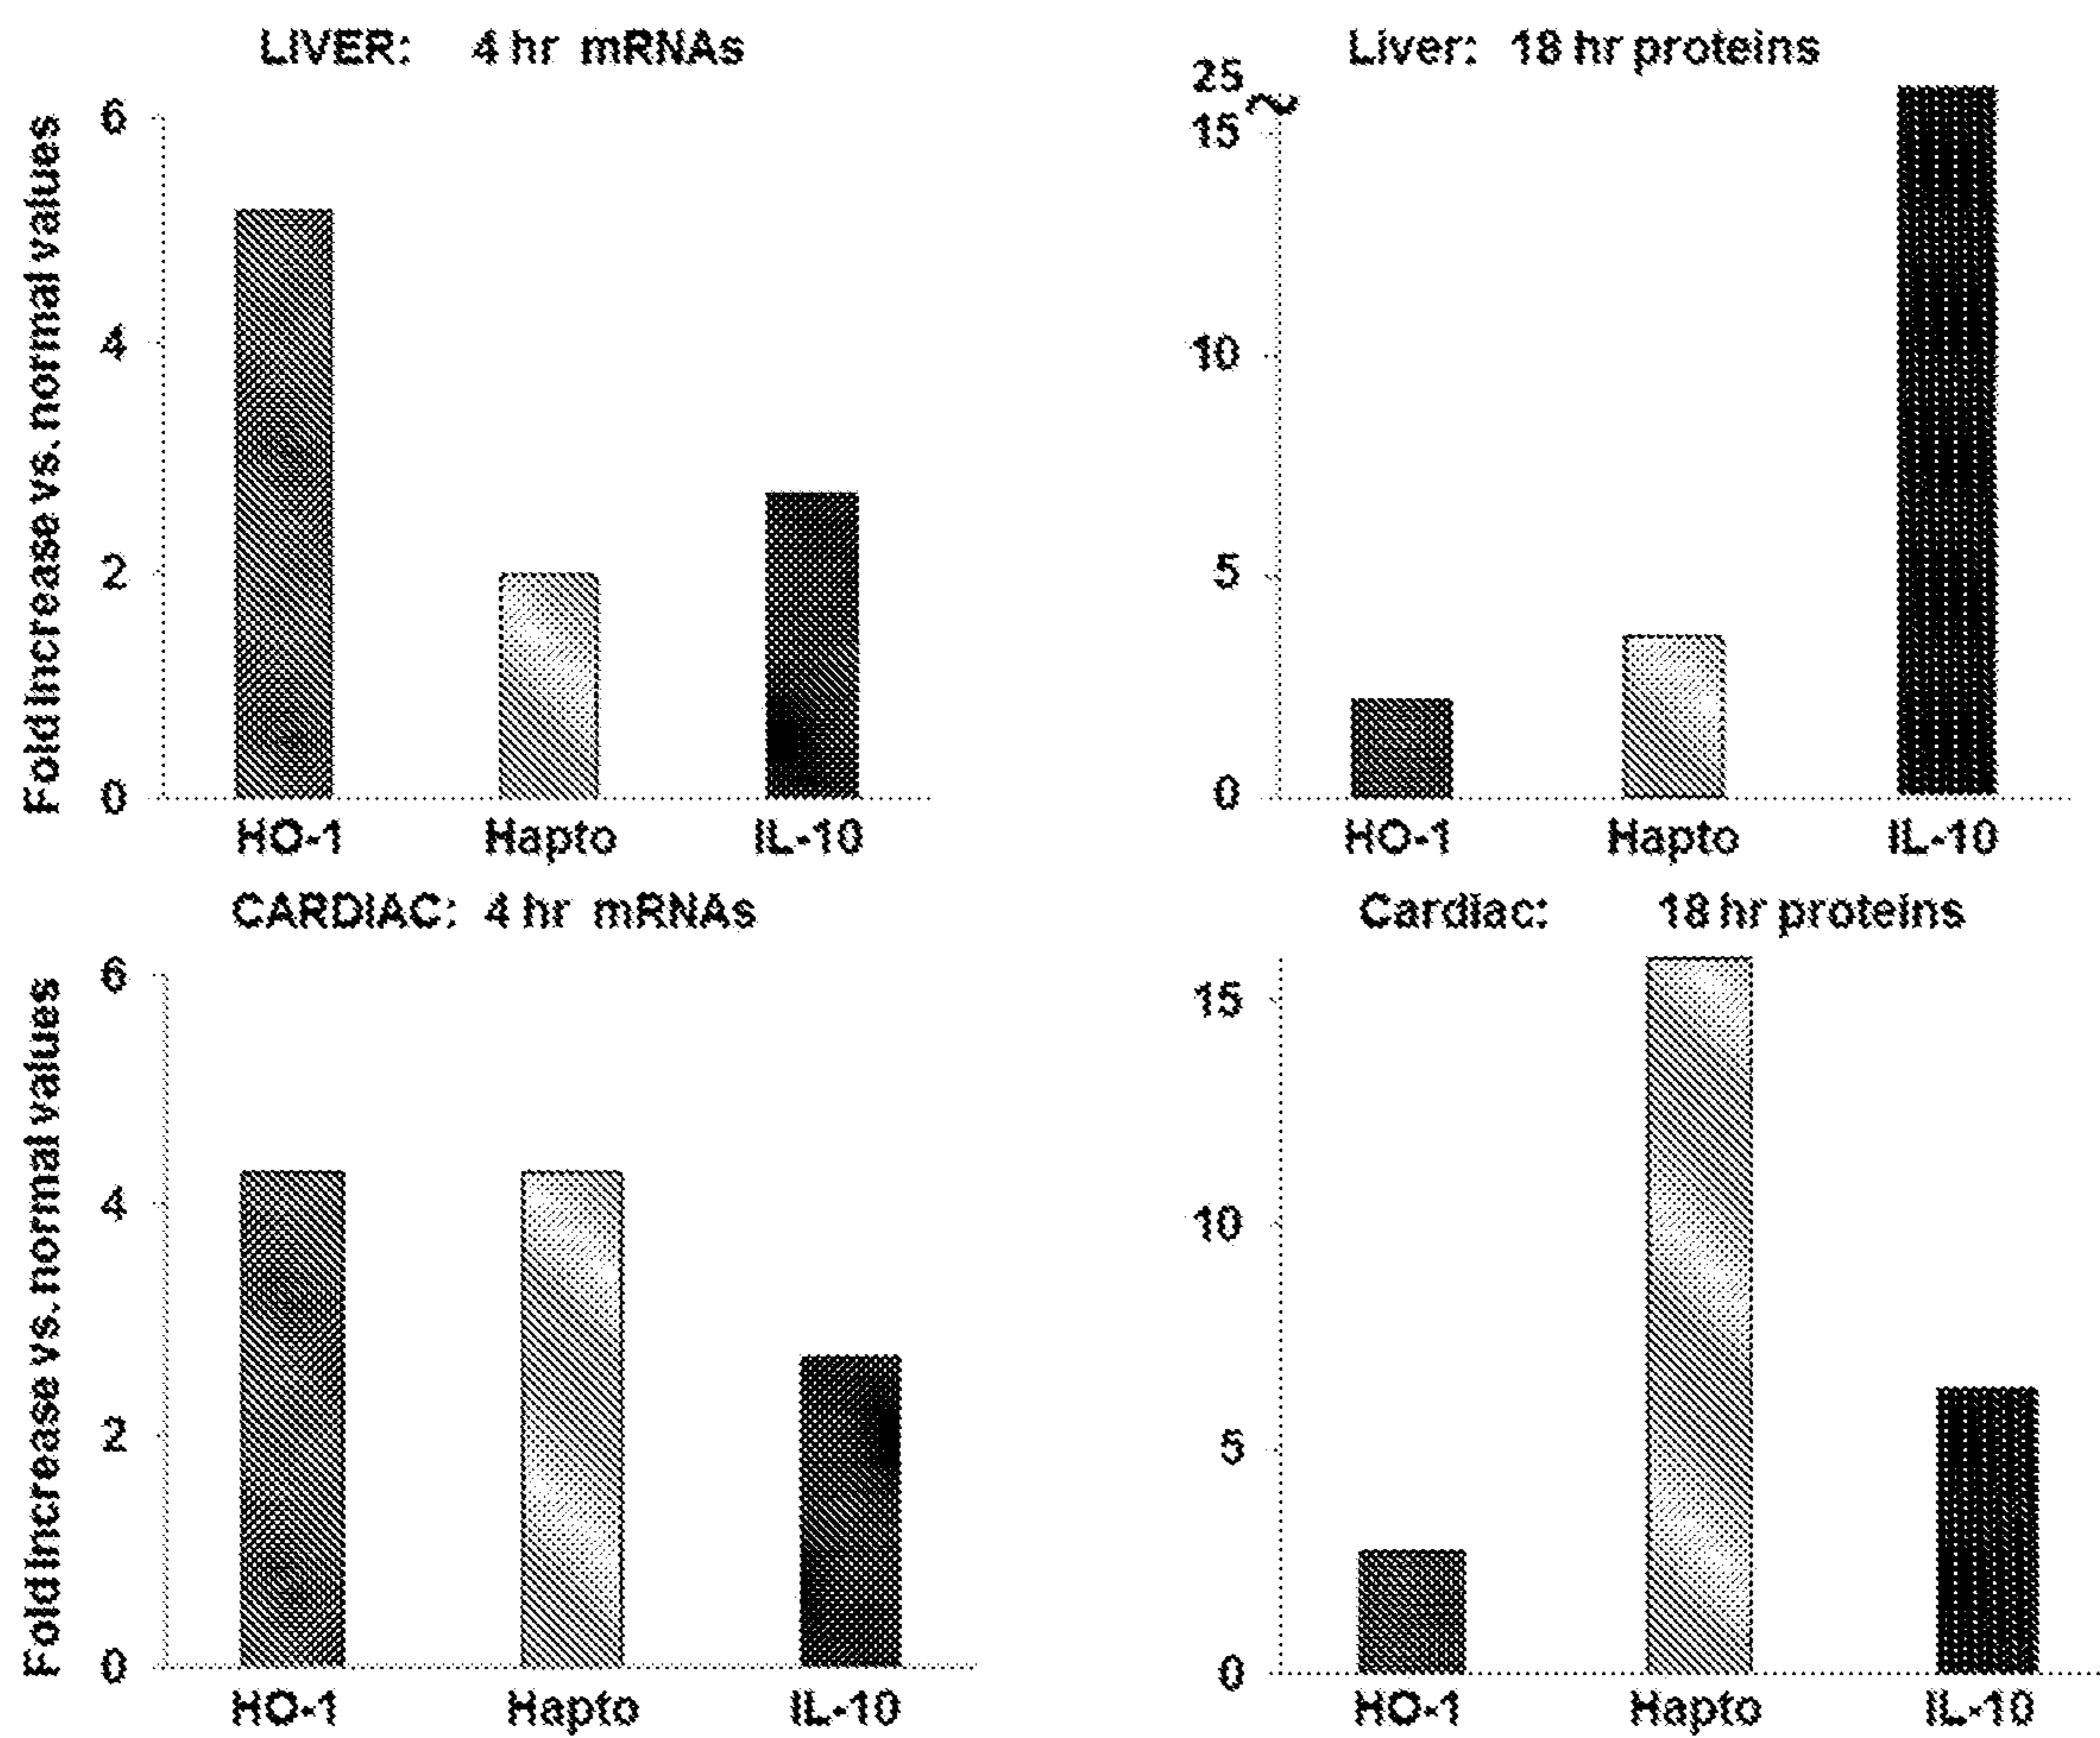 LIVER: 4 hr mRNAs
Fold increase vs. normal values
6
4
2
0
HO-1 Hapto IL-10
Liver: 18 hr proteins
25
~
15
10
5
0
HO-1 Hapto IL-10
CARDIAC: 4 hr mRNAs
Fold increase vs. normal values
6
4
2
0
HO-1 Hapto IL-10
Cardiac: 18 hr proteins
15
10
5
0
HO-1 Hapto IL-10